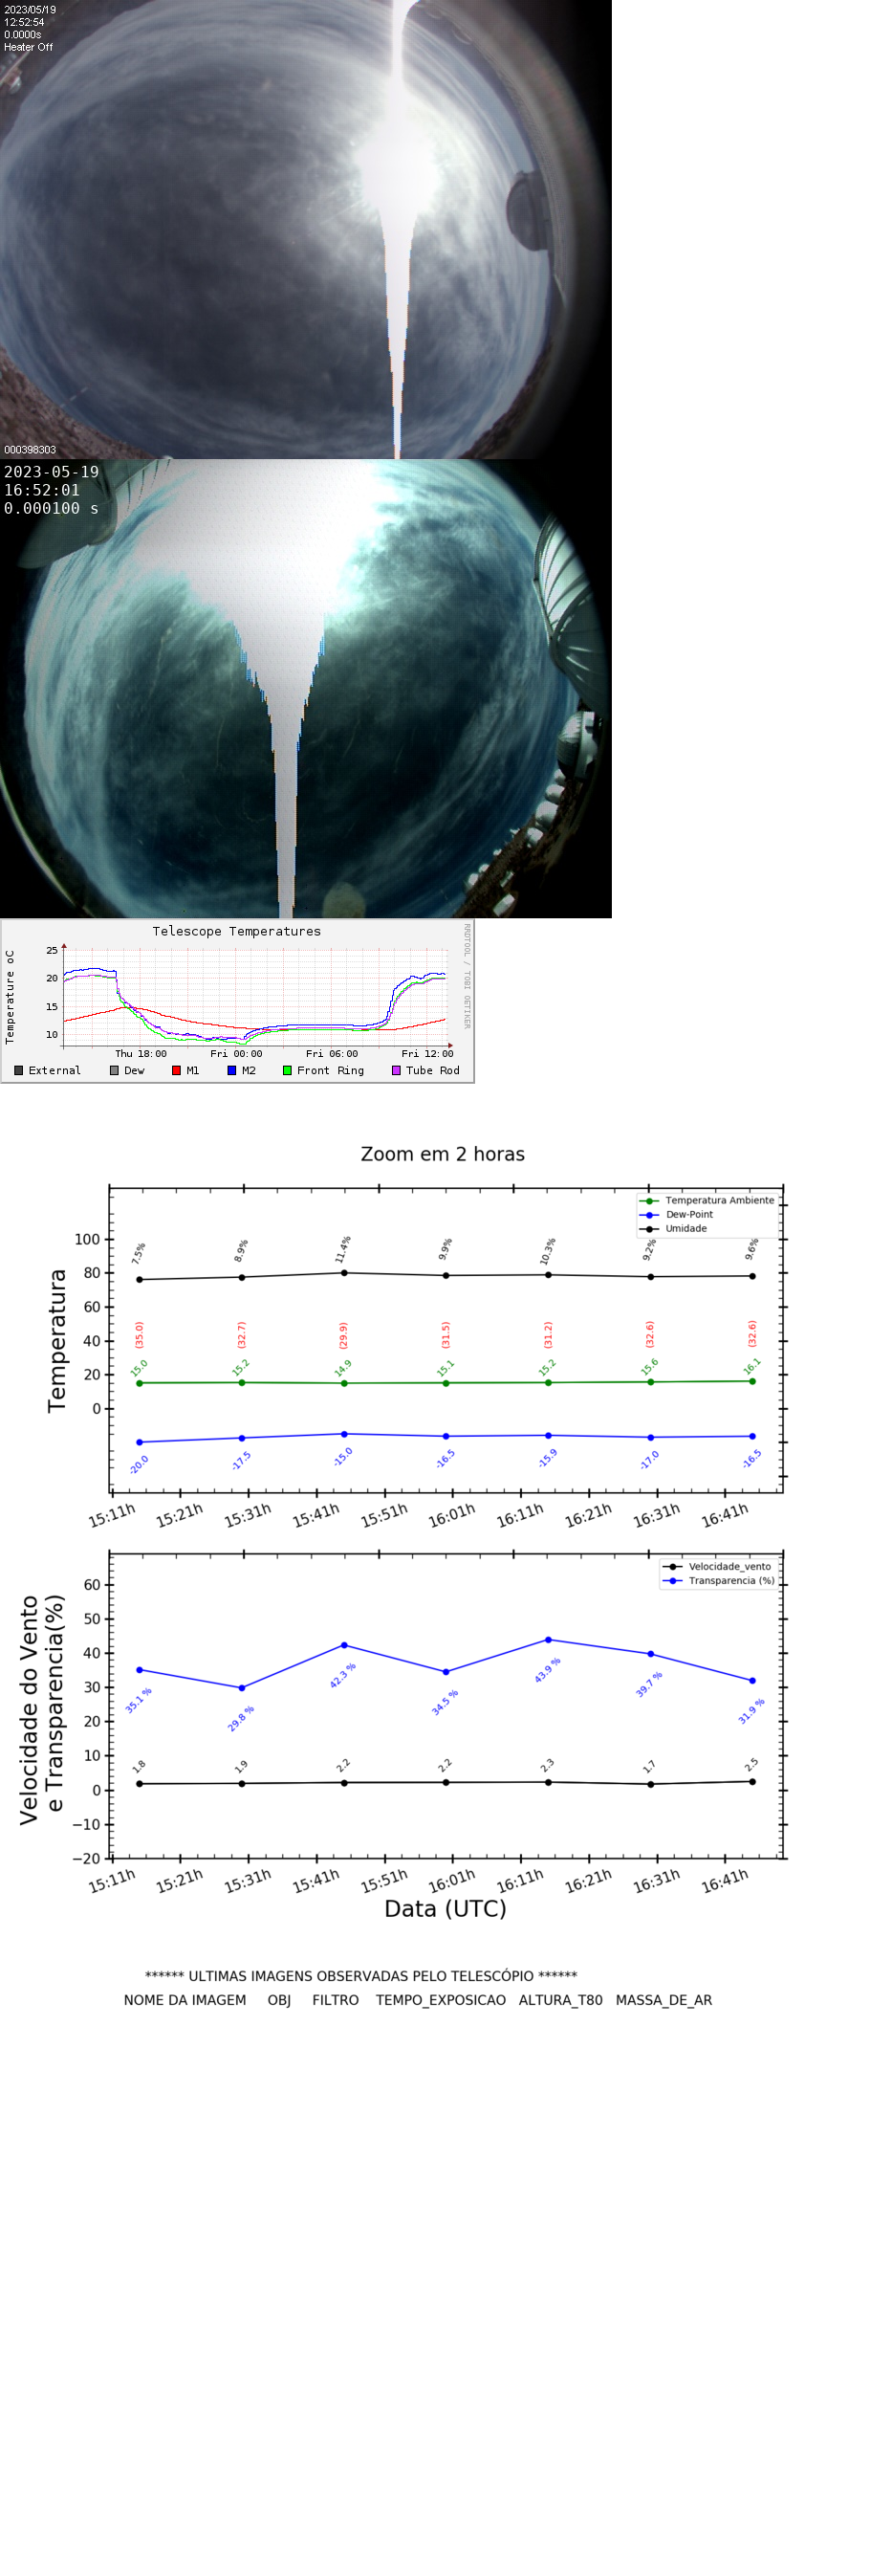 2023/05/19
12:52:54
0.0000s
Heater Off
000398303
2023-05-19
16:52:01
0.000100 s
Telescope Temperatures
RRDTOOL / TOBI OETIKER
Temperature oC
25
20
15
10
Thu 18:00 Fri 00:00 Fri 06:00 Fri 12:00
External Dew M1 M2 Front Ring Tube Rod
Zoom em 2 horas
Temperatura Ambiente
Dew-Point
Umidade
Temperatura
100
80
60
40
20
0
7.5% 8.9% 11.4% 9.9% 10.3% 9.2% 9.6%
(35.0) (32.7) (29.9) (31.5) (31.2) (32.6) (32.6)
15.0 15.2 14.9 15.1 15.2 15.6 16.1
-20.0 -17.5 -15.0 -16.5 -15.9 -17.0 -16.5
15:11h 15:21h 15:31h 15:41h 15:51h 16:01h 16:11h 16:21h 16:31h 16:41h
Velocidade_vento
Transparencia (%)
Velocidade do Vento
e Transparencia(%)
60
50
40
30
20
10
0
−10
−20
35.1 % 29.8 % 42.3 % 34.5 % 43.9 % 39.7 % 31.9 %
1.8 1.9 2.2 2.2 2.3 1.7 2.5
15:11h 15:21h 15:31h 15:41h 15:51h 16:01h 16:11h 16:21h 16:31h 16:41h
Data (UTC)
****** ULTIMAS IMAGENS OBSERVADAS PELO TELESCÓPIO ******
NOME DA IMAGEM OBJ FILTRO TEMPO_EXPOSICAO ALTURA_T80 MASSA_DE_AR